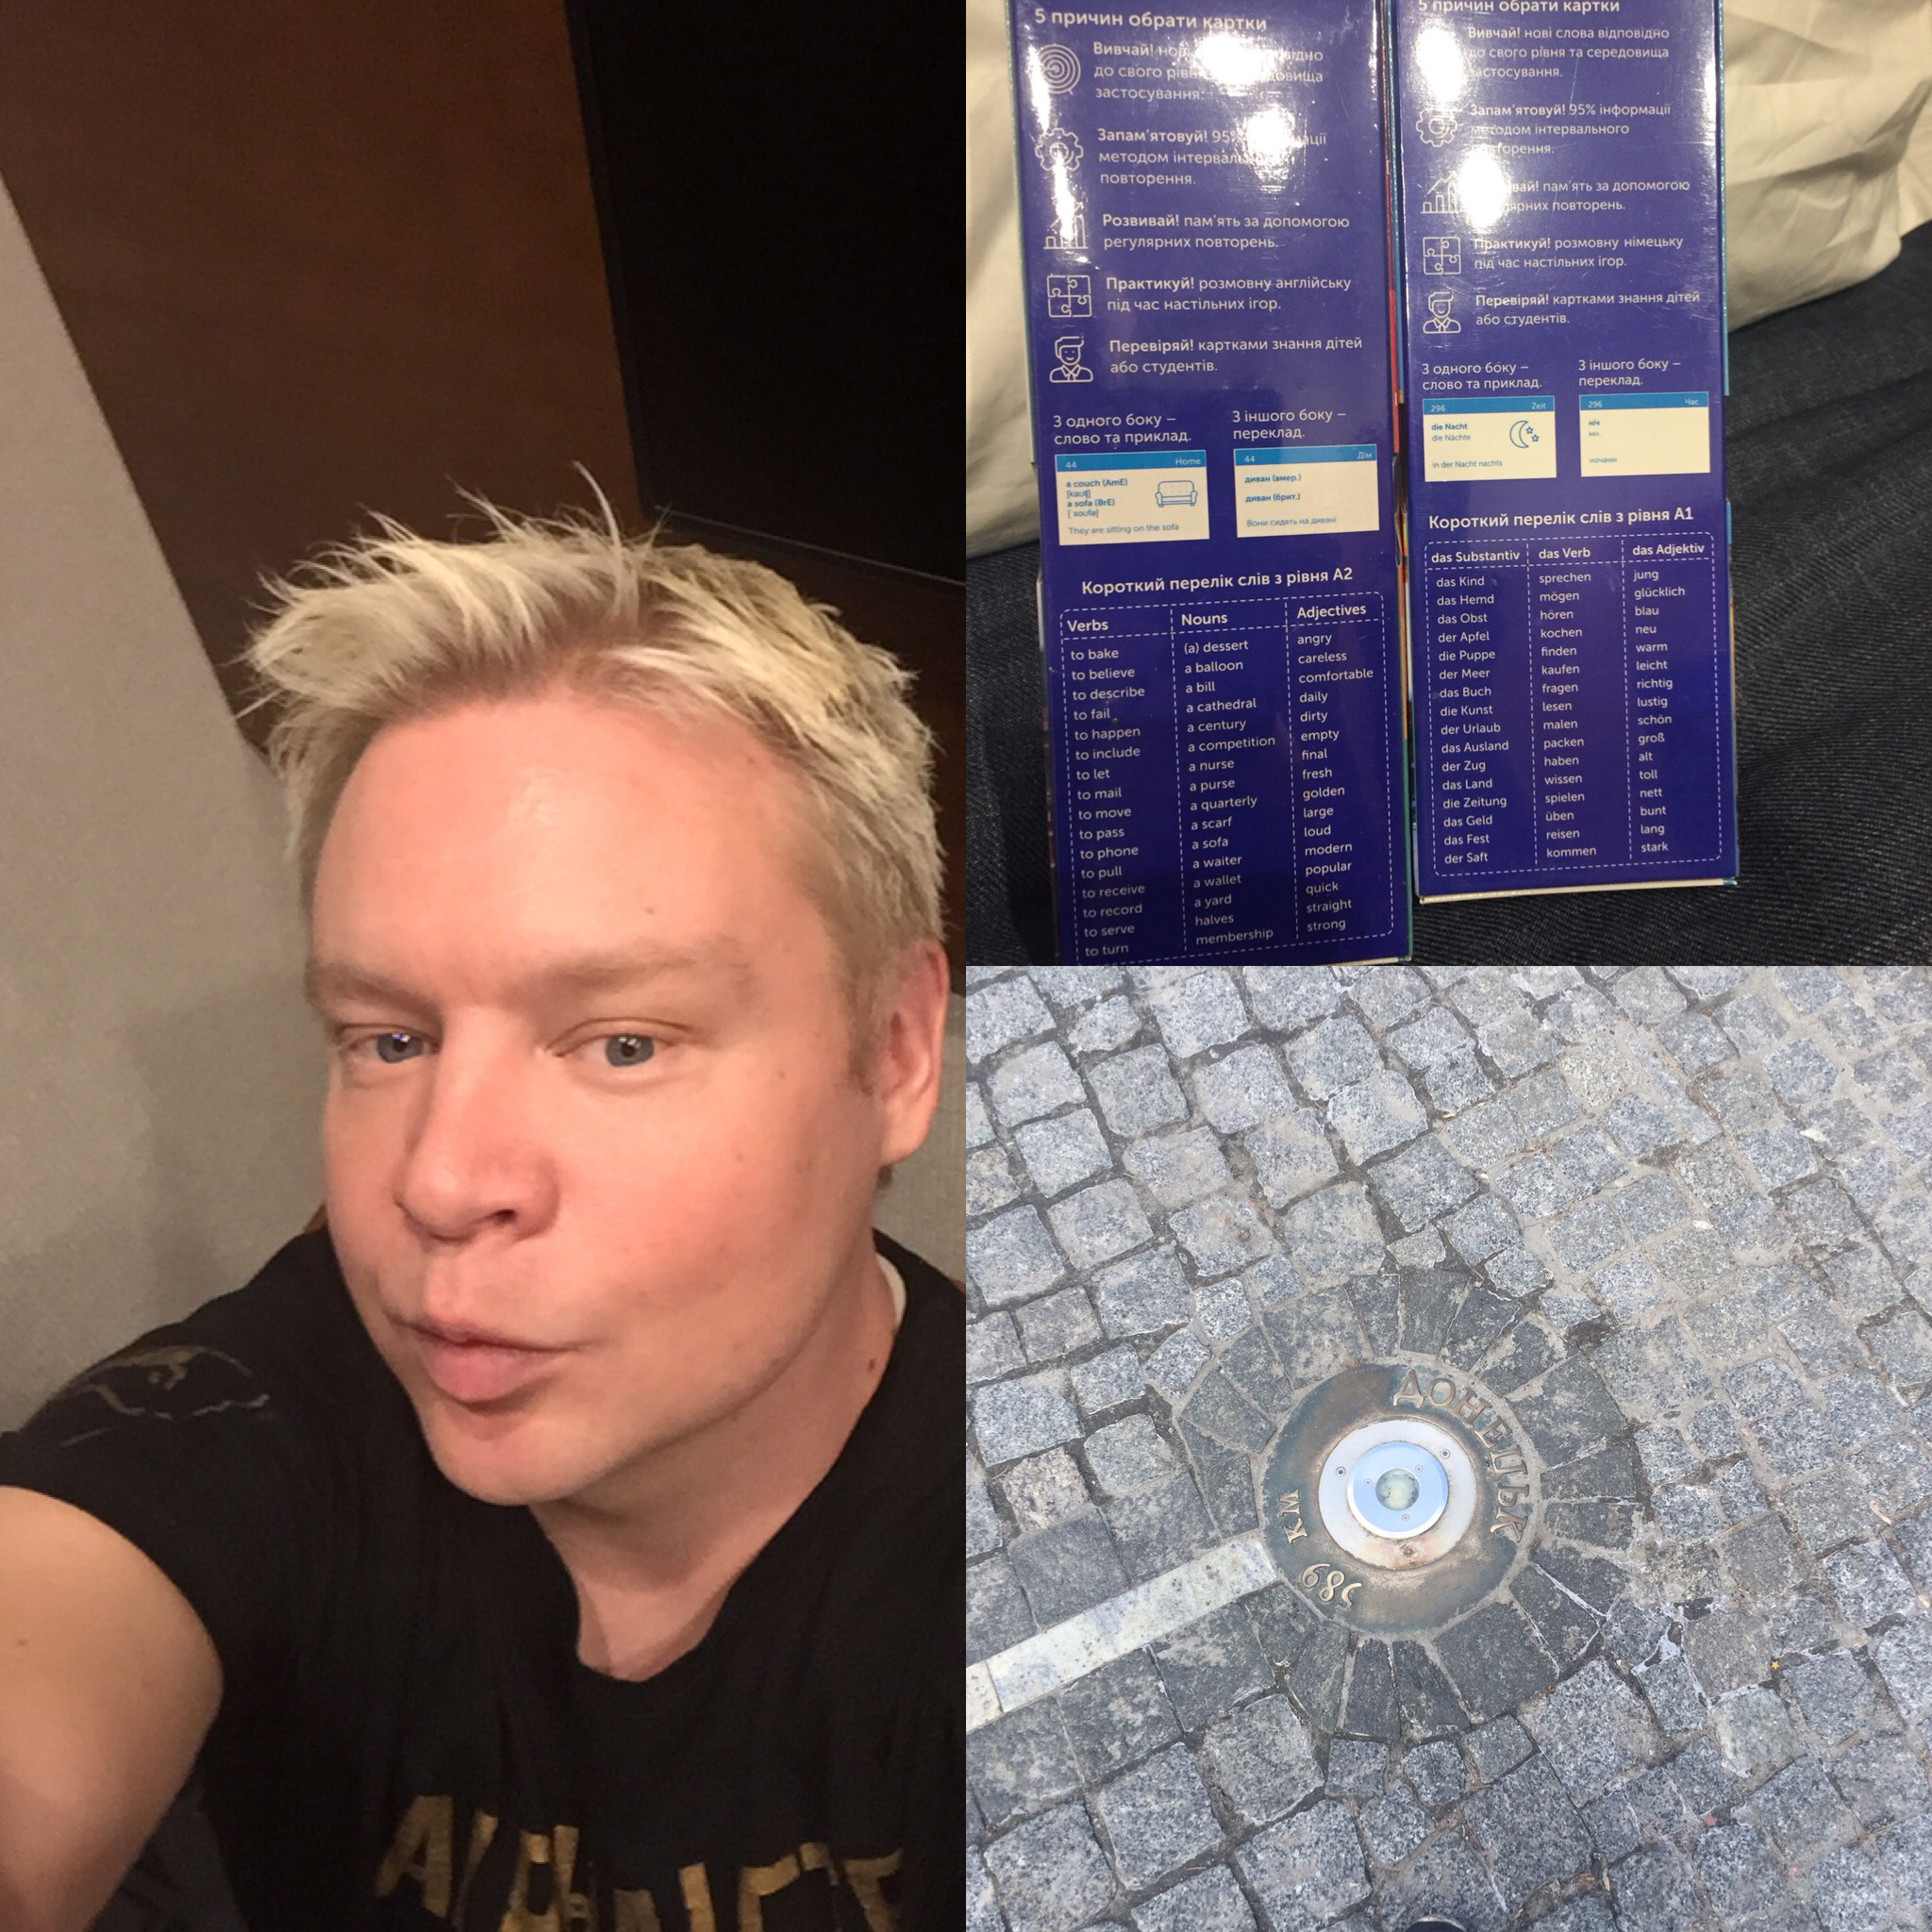 5 причин обрати картки
Вивчай!
до свого
застосування.
Запам'ятовуй! 95%
методом
повторення.
Розвивай! пам'ять за допомогою
регулярних повторень.
Практикуй! розмовну англійську
під час настільних ігор.
Перевіряй! картками знання дітей
або студентів.
З одного боку –
слово та приклад.
З іншого боку –
переклад.
44 Home
a couch (AmE)
[kaʊtʃ]
a sofa (BrE)
[ˈsoʊfə]
They are sitting on the sofa
44 Дім
диван (амер.)
диван (брит.)
Вони сидять на дивані
Короткий перелік слів з рівня А2
Verbs Nouns Adjectives
to bake (a) dessert angry
to believe a balloon careless
to describe a bill comfortable
to fail a cathedral daily
to happen a century dirty
to include a competition empty
to let a nurse final
to mail a purse fresh
to move a quarterly golden
to pass a scarf large
to phone a sofa loud
to pull a waiter modern
to receive a wallet popular
to record a yard quick
to serve halves straight
to turn membership strong
5 причин обрати картки
Вивчай! нові слова відповідно
до свого рівня та середовища
застосування.
Запам'ятовуй! 95% інформації
методом інтервального
повторення.
пам'ять за допомогою
повторень.
Практикуй! розмовну німецьку
під час настільних ігор.
Перевіряй! картками знання дітей
або студентів.
З одного боку –
слово та приклад.
З іншого боку –
переклад.
296 Zeit
die Nacht
die Nächte
in der Nacht nachts
296 Час
ніч
мн.
ночами
Короткий перелік слів з рівня А1
das Substantiv das Verb das Adjektiv
das Kind sprechen jung
das Hemd mögen glücklich
das Obst hören blau
der Apfel kochen neu
die Puppe finden warm
der Meer kaufen leicht
das Buch fragen richtig
die Kunst lesen lustig
der Urlaub malen schön
das Ausland packen groß
der Zug haben alt
das Land wissen toll
die Zeitung spielen nett
das Geld üben bunt
das Fest reisen lang
der Saft kommen stark
ДОНЕЦЬК
689 КМ